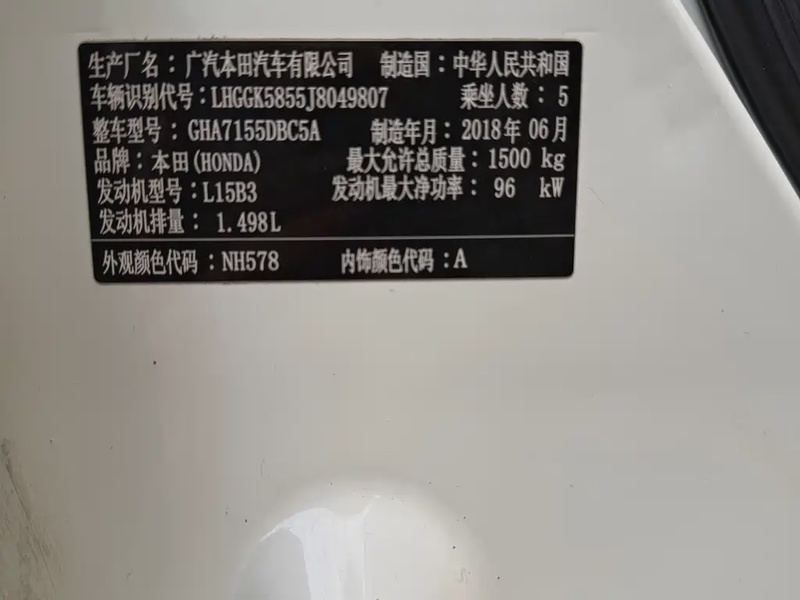 生产厂名：广汽本田汽车有限公司 制造国：中华人民共和国
车辆识别代号：LHGGK5855J8049807 乘坐人数：5
整车型号：GHA7155DBC5A 制造年月：2018年06月
品牌：本田(HONDA) 最大允许总质量：1500 kg
发动机型号：L15B3 发动机最大净功率：96 kW
发动机排量：1.498L
外观颜色代码：NH578 内饰颜色代码：A